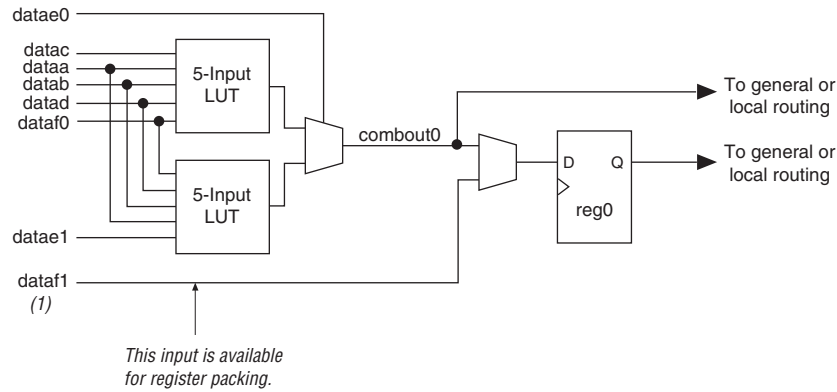 datae0
datac
dataa
datab
datad
dataf0
5-Input
LUT
combout0
To general or
local routing
D
Q
reg0
To general or
local routing
5-Input
LUT
datae1
dataf1
(1)
This input is available
for register packing.